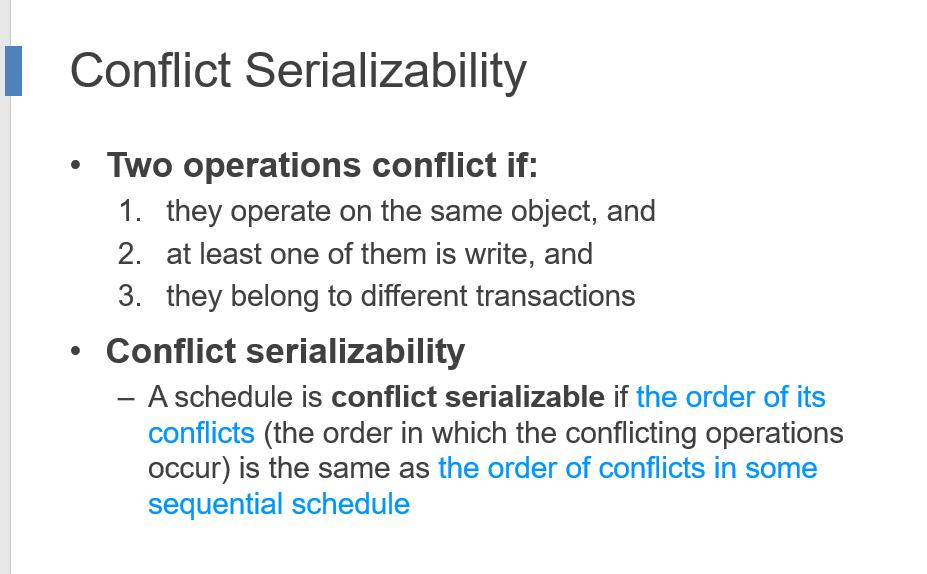 Conflict Serializability
• Two operations conflict if:
1. they operate on the same object, and
2. at least one of them is write, and
3. they belong to different transactions
• Conflict serializability
– A schedule is conflict serializable if the order of its
conflicts (the order in which the conflicting operations
occur) is the same as the order of conflicts in some
sequential schedule